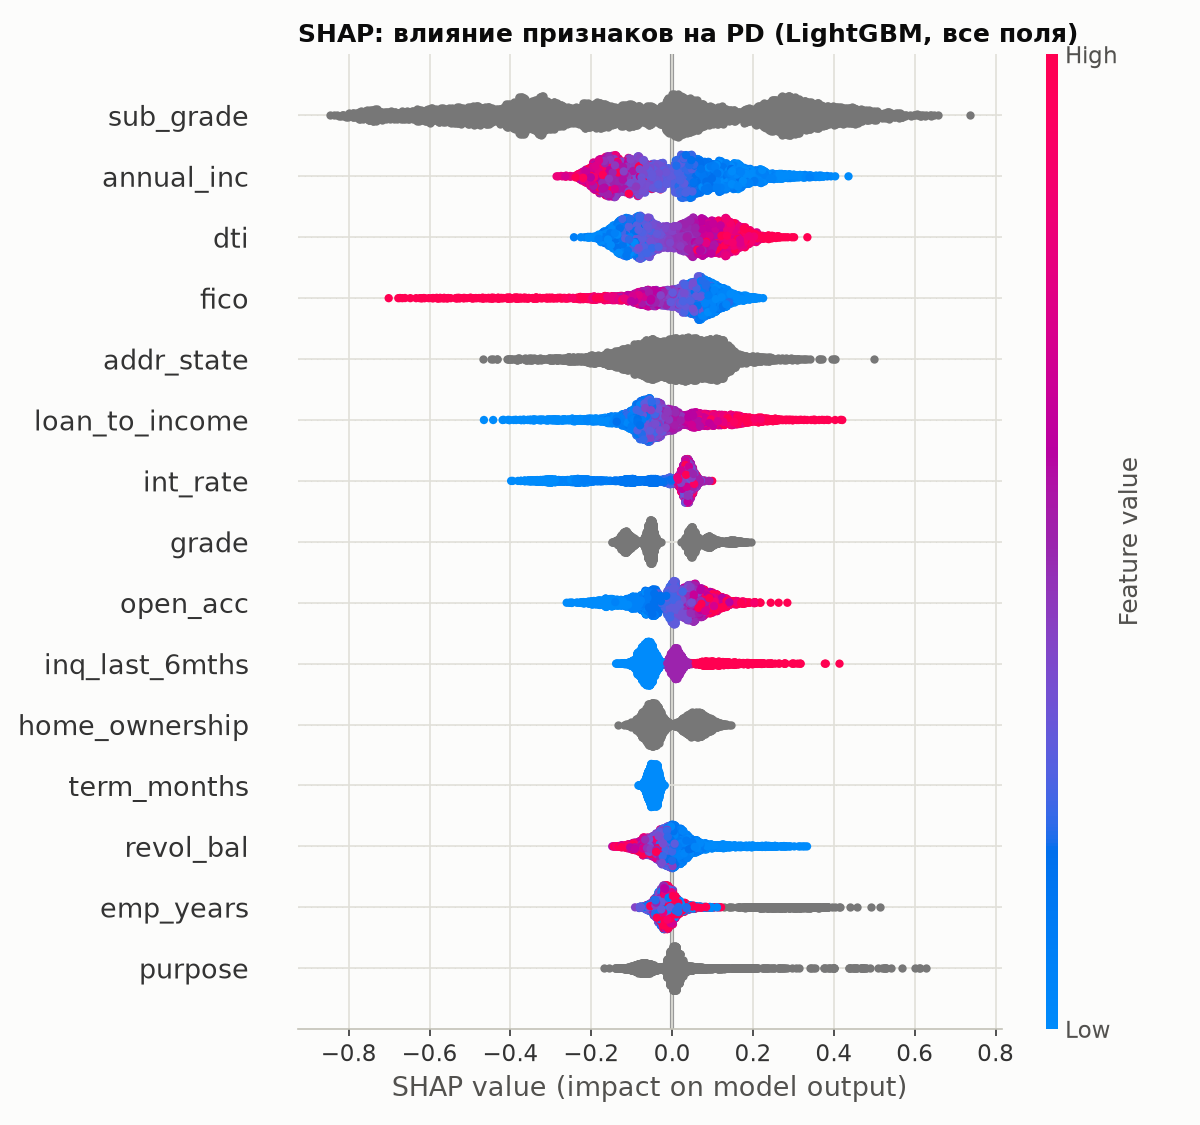 SHAP: влияние признаков на PD (LightGBM, все поля)
High
sub_grade
annual_inc
dti
fico
addr_state
loan_to_income
int_rate
grade
open_acc
inq_last_6mths
home_ownership
term_months
revol_bal
emp_years
purpose
Feature value
Low
−0.8 −0.6 −0.4 −0.2 0.0 0.2 0.4 0.6 0.8
SHAP value (impact on model output)